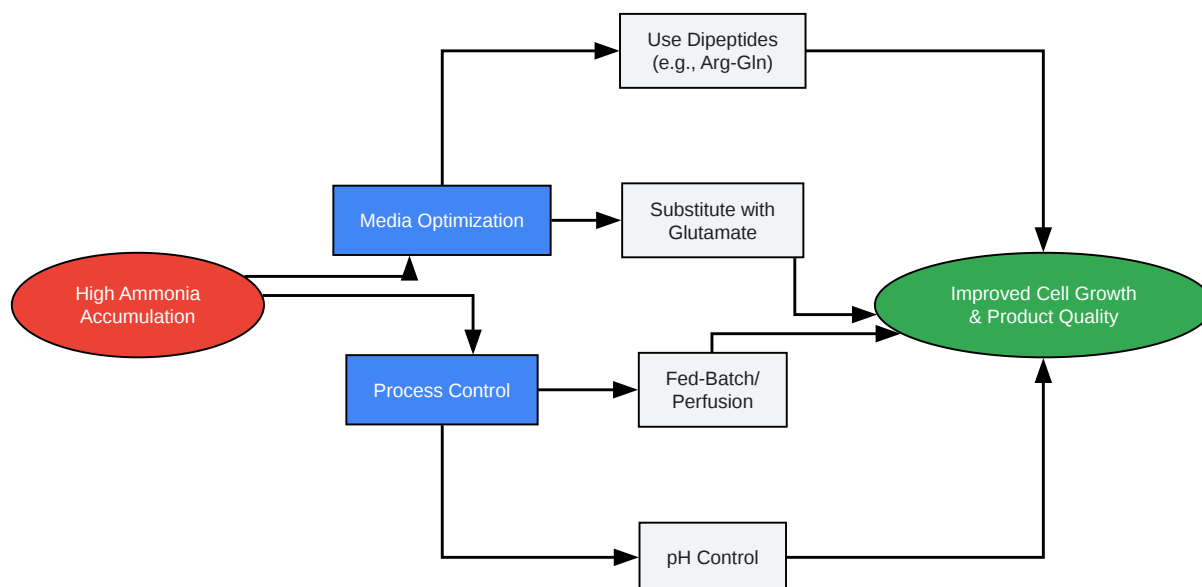 Use Dipeptides
(e.g., Arg-Gln)
Media Optimization
Substitute with
Glutamate
High Ammonia
Accumulation
Improved Cell Growth
& Product Quality
Process Control
Fed-Batch/
Perfusion
pH Control